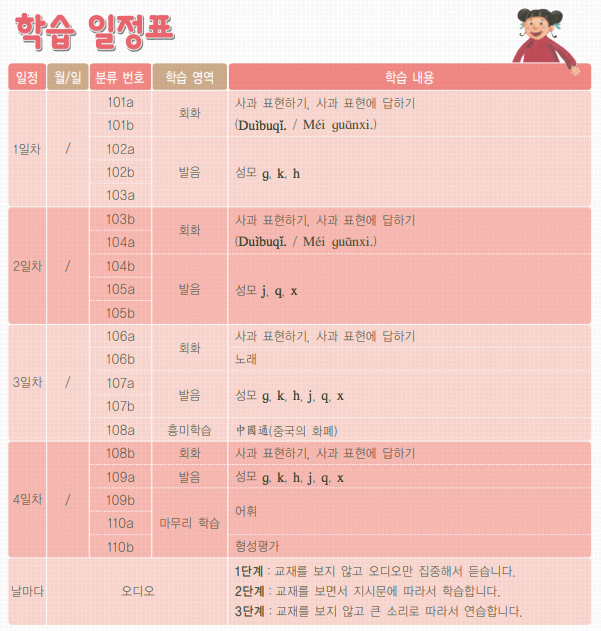 학습 일정표
일정 월/일 분류 번호 학습 영역 학습 내용
1일차 /
101a
101b
회화
사과 표현하기, 사과 표현에 답하기
(Duìbuqǐ. / Méi guānxi.)
102a
102b
103a
발음
성모 g, k, h
2일차 /
103b
104a
회화
사과 표현하기, 사과 표현에 답하기
(Duìbuqǐ. / Méi guānxi.)
104b
105a
105b
발음
성모 j, q, x
3일차 /
106a
106b
회화
사과 표현하기, 사과 표현에 답하기
노래
107a
107b
발음
성모 g, k, h, j, q, x
108a 흥미학습 中國通(중국의 화폐)
4일차 /
108b 회화 사과 표현하기, 사과 표현에 답하기
109a 발음 성모 g, k, h, j, q, x
109b
110a
110b
마무리 학습
어휘
형성평가
날마다 오디오
1단계 : 교재를 보지 않고 오디오만 집중해서 듣습니다.
2단계 : 교재를 보면서 지시문에 따라서 학습합니다.
3단계 : 교재를 보지 않고 큰 소리로 따라서 연습합니다.